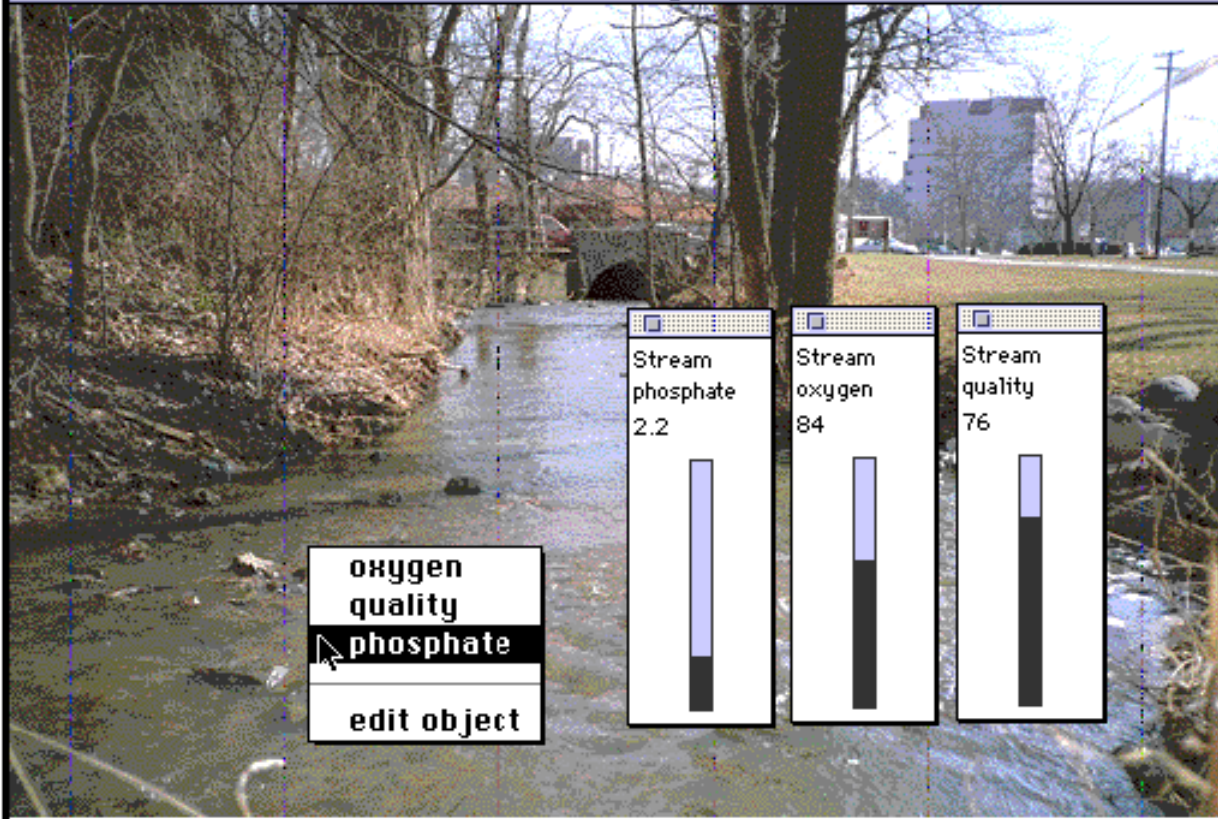 Stream
phosphate
2.2
Stream
oxygen
84
Stream
quality
76
oxygen
quality
phosphate
edit object